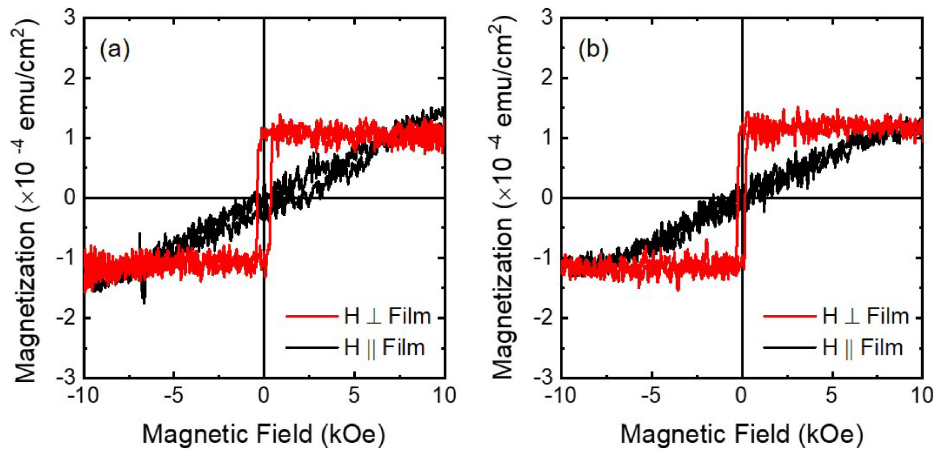 (a)
Magnetization (×10 ⁻⁴ emu/cm²)
3
2
1
0
-1
-2
-3
-10
-5
0
5
10
H ⊥ Film
H ∥ Film
Magnetic Field (kOe)
(b)
Magnetization (×10 ⁻⁴ emu/cm²)
3
2
1
0
-1
-2
-3
-10
-5
0
5
10
H ⊥ Film
H ∥ Film
Magnetic Field (kOe)